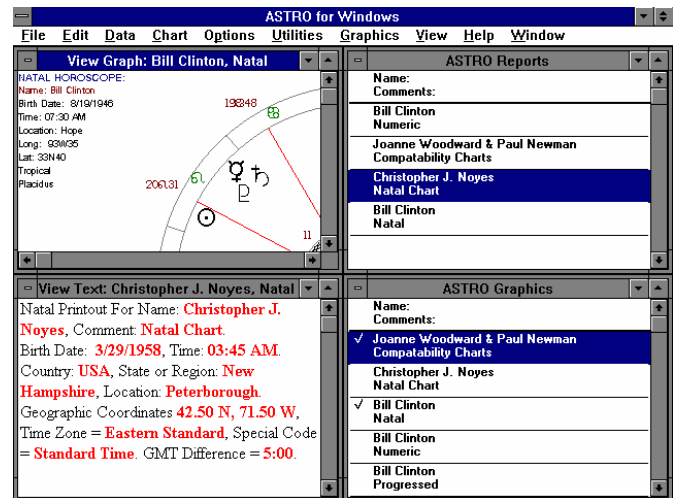 ASTRO for Windows
File Edit Data Chart Options Utilities Graphics View Help Window
View Graph: Bill Clinton, Natal
NATAL HOROSCOPE:
Name: Bill Clinton
Birth Date: 8/19/1946
Time: 07:30 AM
Location: Hope
Long: 93W35
Lat: 33N40
Tropical
Placidus
11
ASTRO Reports
Name:
Comments:
Bill Clinton
Numeric
Joanne Woodward & Paul Newman
Compatability Charts
Christopher J. Noyes
Natal Chart
Bill Clinton
Natal
View Text: Christopher J. Noyes, Natal
Natal Printout For Name: Christopher J.
Noyes, Comment: Natal Chart.
Birth Date: 3/29/1958, Time: 03:45 AM.
Country: USA, State or Region: New
Hampshire, Location: Peterborough.
Geographic Coordinates 42.50 N, 71.50 W,
Time Zone = Eastern Standard, Special Code
= Standard Time. GMT Difference = 5:00.
ASTRO Graphics
Name:
Comments:
Joanne Woodward & Paul Newman
Compatability Charts
Christopher J. Noyes
Natal Chart
Bill Clinton
Natal
Bill Clinton
Numeric
Bill Clinton
Progressed